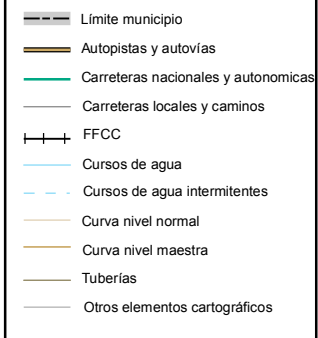 Límite municipio
Autopistas y autovías
Carreteras nacionales y autonomicas
Carreteras locales y caminos
FFCC
Cursos de agua
Cursos de agua intermitentes
Curva nivel normal
Curva nivel maestra
Tuberías
Otros elementos cartográficos